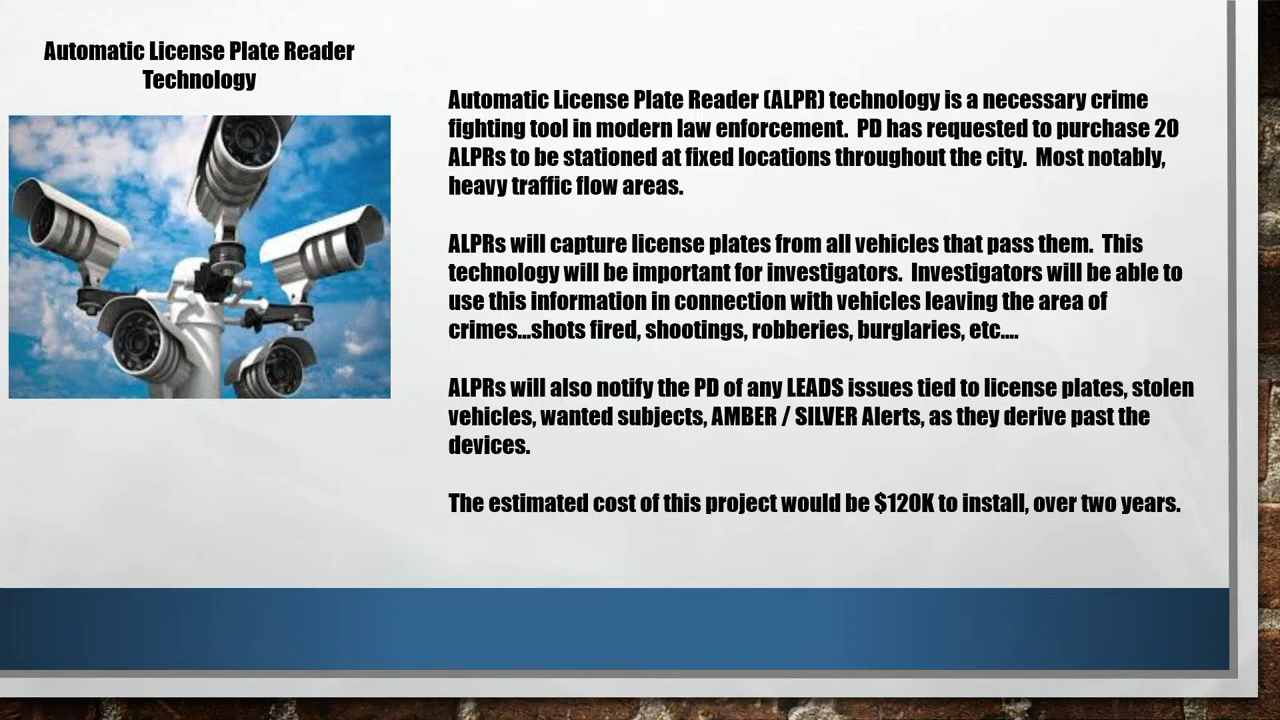 Automatic License Plate Reader
Technology
Automatic License Plate Reader (ALPR) technology is a necessary crime
fighting tool in modern law enforcement.  PD has requested to purchase 20
ALPRs to be stationed at fixed locations throughout the city.  Most notably,
heavy traffic flow areas.
ALPRs will capture license plates from all vehicles that pass them.  This
technology will be important for investigators.  Investigators will be able to
use this information in connection with vehicles leaving the area of
crimes...shots fired, shootings, robberies, burglaries, etc....
ALPRs will also notify the PD of any LEADS issues tied to license plates, stolen
vehicles, wanted subjects, AMBER / SILVER Alerts, as they derive past the
devices.
The estimated cost of this project would be $120K to install, over two years.